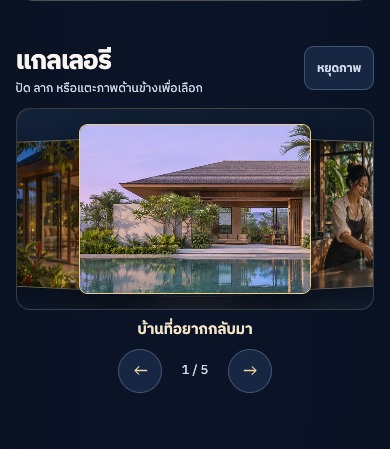 แกลเลอรี
ปัด ลาก หรือแตะภาพด้านข้างเพื่อเลือก
หยุดภาพ
บ้านที่อยากกลับมา
← 1 / 5 →